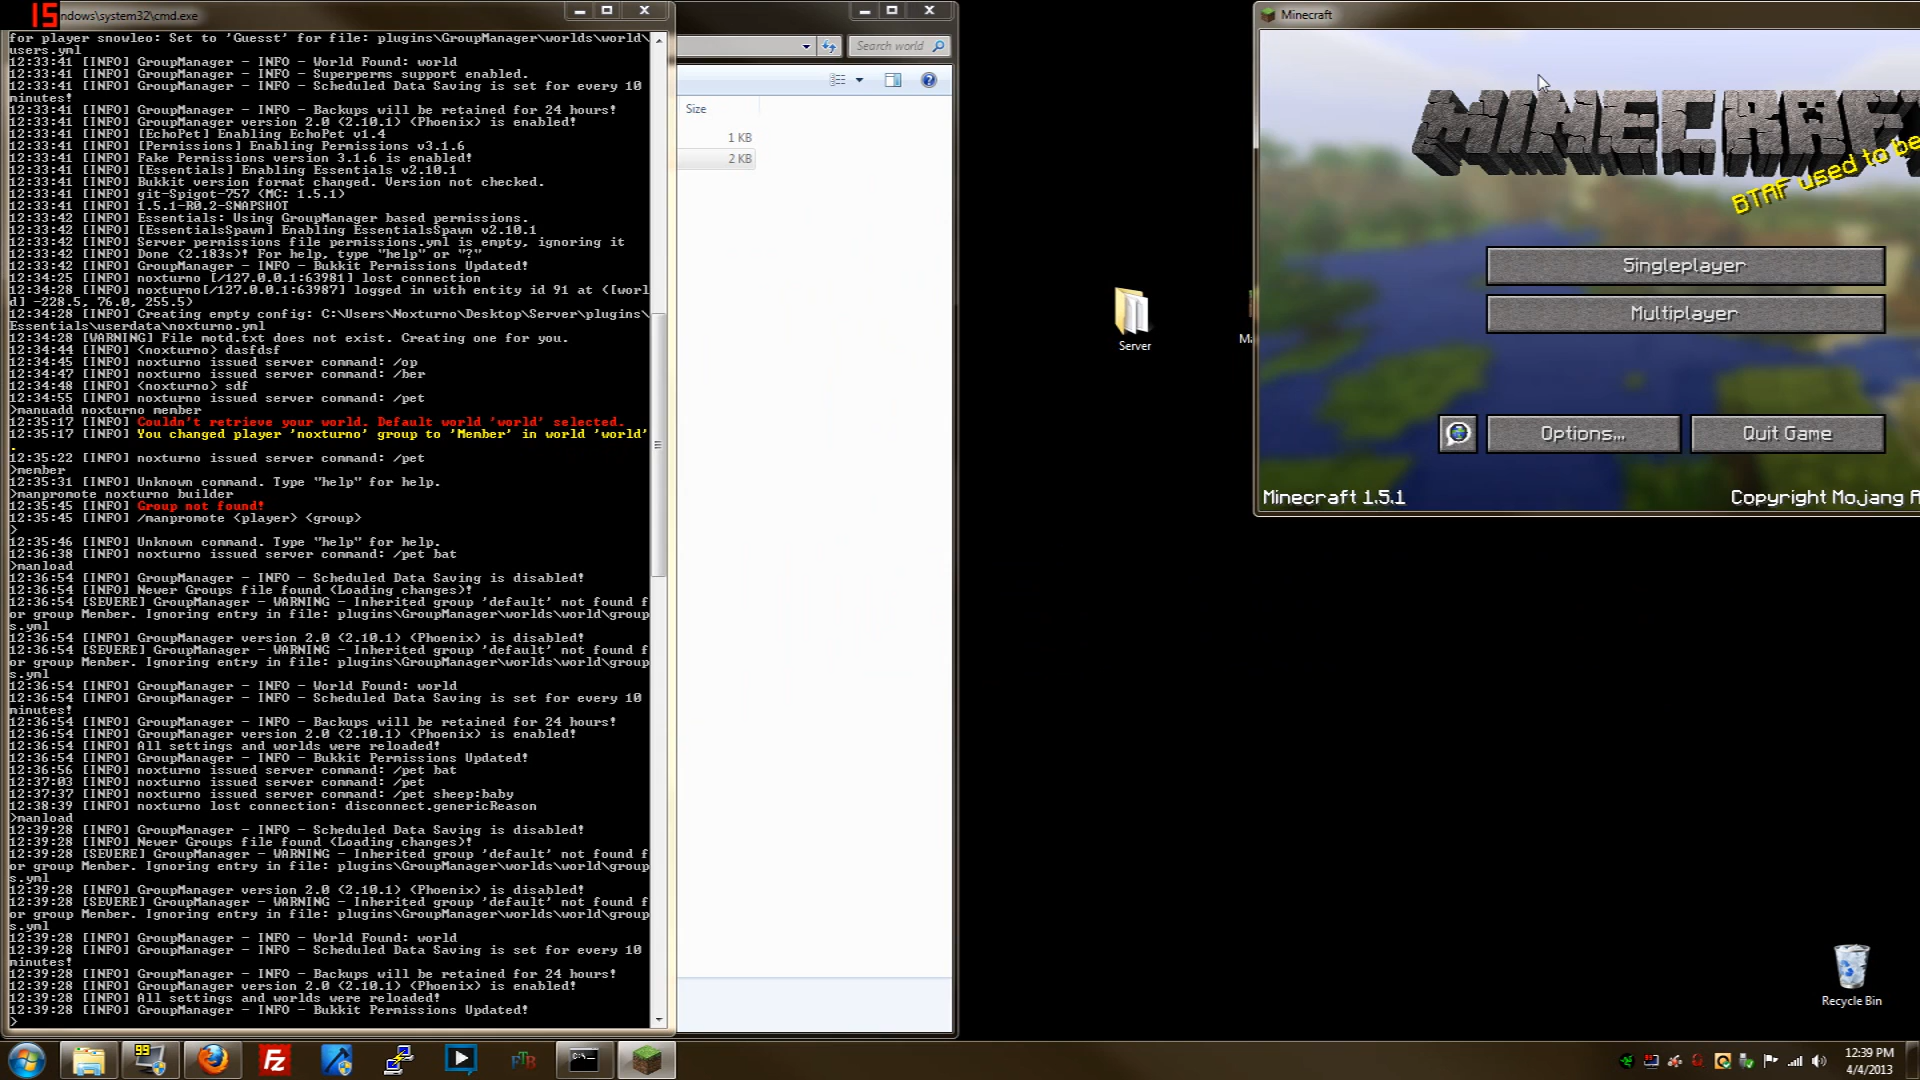 15
ndows\system32\cmd.exe
for player snowleo: Set to 'Guesst' for file: plugins\GroupManager\worlds\world\
users.yml
12:33:41 [INFO] GroupManager - INFO - World Found: world
12:33:41 [INFO] GroupManager - INFO - Superperms support enabled.
12:33:41 [INFO] GroupManager - INFO - Scheduled Data Saving is set for every 10
minutes!
12:33:41 [INFO] GroupManager - INFO - Backups will be retained for 24 hours!
12:33:41 [INFO] GroupManager version 2.0 (2.10.1) (Phoenix) is enabled!
12:33:41 [INFO] [EchoPet] Enabling EchoPet v1.4
12:33:41 [INFO] [Permissions] Enabling Permissions v3.1.6
12:33:41 [INFO] Fake Permissions version 3.1.6 is enabled!
12:33:41 [INFO] [Essentials] Enabling Essentials v2.10.1
12:33:41 [INFO] Bukkit version format changed. Version not checked.
12:33:41 [INFO] git-Spigot-757 (MC: 1.5.1)
12:33:41 [INFO] 1.5.1-R0.2-SNAPSHOT
12:33:42 [INFO] Essentials: Using GroupManager based permissions.
12:33:42 [INFO] [EssentialsSpawn] Enabling EssentialsSpawn v2.10.1
12:33:42 [INFO] Server permissions file permissions.yml is empty, ignoring it
12:33:42 [INFO] Done (2.183s)! For help, type "help" or "?"
12:33:42 [INFO] GroupManager - INFO - Bukkit Permissions Updated!
12:34:25 [INFO] noxturno [/127.0.0.1:63981] lost connection
12:34:28 [INFO] noxturno[/127.0.0.1:63987] logged in with entity id 91 at ([worl
d] -228.5, 76.0, 255.5)
12:34:28 [INFO] Creating empty config: C:\Users\Noxturno\Desktop\Server\plugins\
Essentials\userdata\noxturno.yml
12:34:28 [WARNING] File motd.txt does not exist. Creating one for you.
12:34:44 [INFO] <noxturno> dasfdsf
12:34:45 [INFO] noxturno issued server command: /op
12:34:47 [INFO] noxturno issued server command: /ber
12:34:48 [INFO] <noxturno> sdf
12:34:55 [INFO] noxturno issued server command: /pet
>manuadd noxturno member
12:35:17 [INFO] Couldn't retrieve your world. Default world 'world' selected.
12:35:17 [INFO] You changed player 'noxturno' group to 'Member' in world 'world'
.
12:35:22 [INFO] noxturno issued server command: /pet
>member
12:35:31 [INFO] Unknown command. Type "help" for help.
>manpromote noxturno builder
12:35:45 [INFO] Group not found!
12:35:45 [INFO] /manpromote <player> <group>
>
12:35:46 [INFO] Unknown command. Type "help" for help.
12:36:38 [INFO] noxturno issued server command: /pet bat
>manload
12:36:54 [INFO] GroupManager - INFO - Scheduled Data Saving is disabled!
12:36:54 [INFO] Newer Groups file found (Loading changes)!
12:36:54 [SEVERE] GroupManager - WARNING - Inherited group 'default' not found f
or group Member. Ignoring entry in file: plugins\GroupManager\worlds\world\group
s.yml
12:36:54 [INFO] GroupManager version 2.0 (2.10.1) (Phoenix) is disabled!
12:36:54 [SEVERE] GroupManager - WARNING - Inherited group 'default' not found f
or group Member. Ignoring entry in file: plugins\GroupManager\worlds\world\group
s.yml
12:36:54 [INFO] GroupManager - INFO - World Found: world
12:36:54 [INFO] GroupManager - INFO - Scheduled Data Saving is set for every 10
minutes!
12:36:54 [INFO] GroupManager - INFO - Backups will be retained for 24 hours!
12:36:54 [INFO] GroupManager version 2.0 (2.10.1) (Phoenix) is enabled!
12:36:54 [INFO] All settings and worlds were reloaded!
12:36:54 [INFO] GroupManager - INFO - Bukkit Permissions Updated!
12:36:56 [INFO] noxturno issued server command: /pet bat
12:37:03 [INFO] noxturno issued server command: /pet
12:37:37 [INFO] noxturno issued server command: /pet sheep:baby
12:38:39 [INFO] noxturno lost connection: disconnect.genericReason
>manload
12:39:28 [INFO] GroupManager - INFO - Scheduled Data Saving is disabled!
12:39:28 [INFO] Newer Groups file found (Loading changes)!
12:39:28 [SEVERE] GroupManager - WARNING - Inherited group 'default' not found f
or group Member. Ignoring entry in file: plugins\GroupManager\worlds\world\group
s.yml
12:39:28 [INFO] GroupManager version 2.0 (2.10.1) (Phoenix) is disabled!
12:39:28 [SEVERE] GroupManager - WARNING - Inherited group 'default' not found f
or group Member. Ignoring entry in file: plugins\GroupManager\worlds\world\group
s.yml
12:39:28 [INFO] GroupManager - INFO - World Found: world
12:39:28 [INFO] GroupManager - INFO - Scheduled Data Saving is set for every 10
minutes!
12:39:28 [INFO] GroupManager - INFO - Backups will be retained for 24 hours!
12:39:28 [INFO] GroupManager version 2.0 (2.10.1) (Phoenix) is enabled!
12:39:28 [INFO] All settings and worlds were reloaded!
12:39:28 [INFO] GroupManager - INFO - Bukkit Permissions Updated!
>
Search world
Size
1 KB
2 KB
Server
Ma
Minecraft
MINECRAFT
BTAF used to be
Singleplayer
Multiplayer
Options...
Quit Game
Minecraft 1.5.1
Copyright Mojang A
Recycle Bin
99
Fz
FTB
C:\_
12:39 PM
4/4/2013